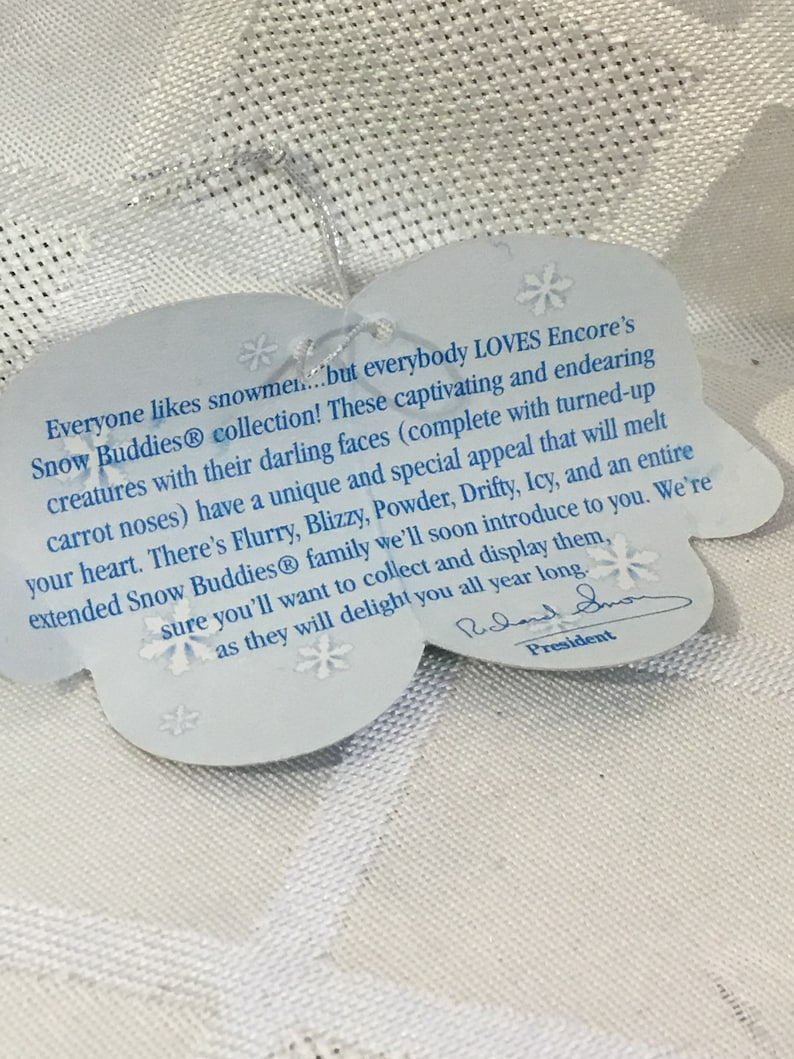 Everyone likes snowmen...but everybody LOVES Encore's
Snow Buddies® collection! These captivating and endearing
creatures with their darling faces (complete with turned-up
carrot noses) have a unique and special appeal that will melt
your heart. There's Flurry, Blizzy, Powder, Drifty, Icy, and an entire
extended Snow Buddies® family we'll soon introduce to you. We're
sure you'll want to collect and display them,
as they will delight you all year long.
President